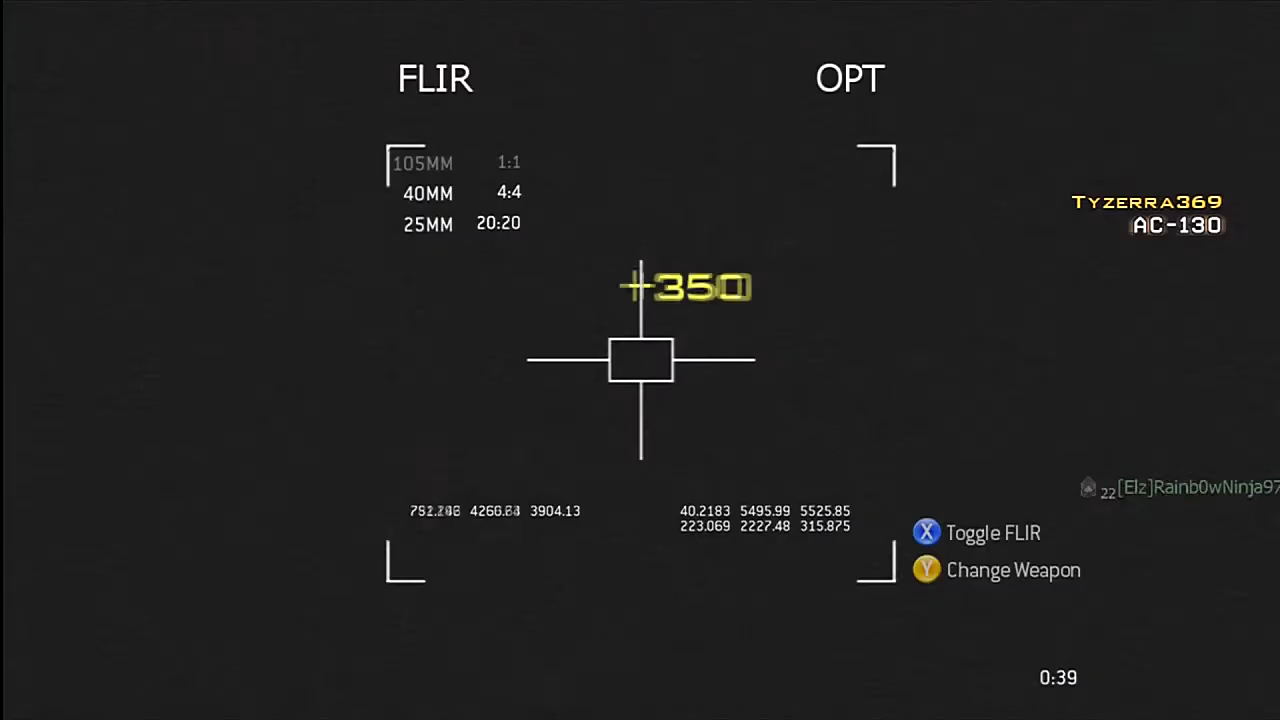 FLIR OPT
105MM 1:1
40MM 4:4
25MM 20:20
TYZERRA369
AC-130
+350
4266.64 3904.13 40.2183 5495.99 5525.85
223.069 2227.48 315.875
22 [Elz]Rainb0wNinja97
X Toggle FLIR
Y Change Weapon
0:39